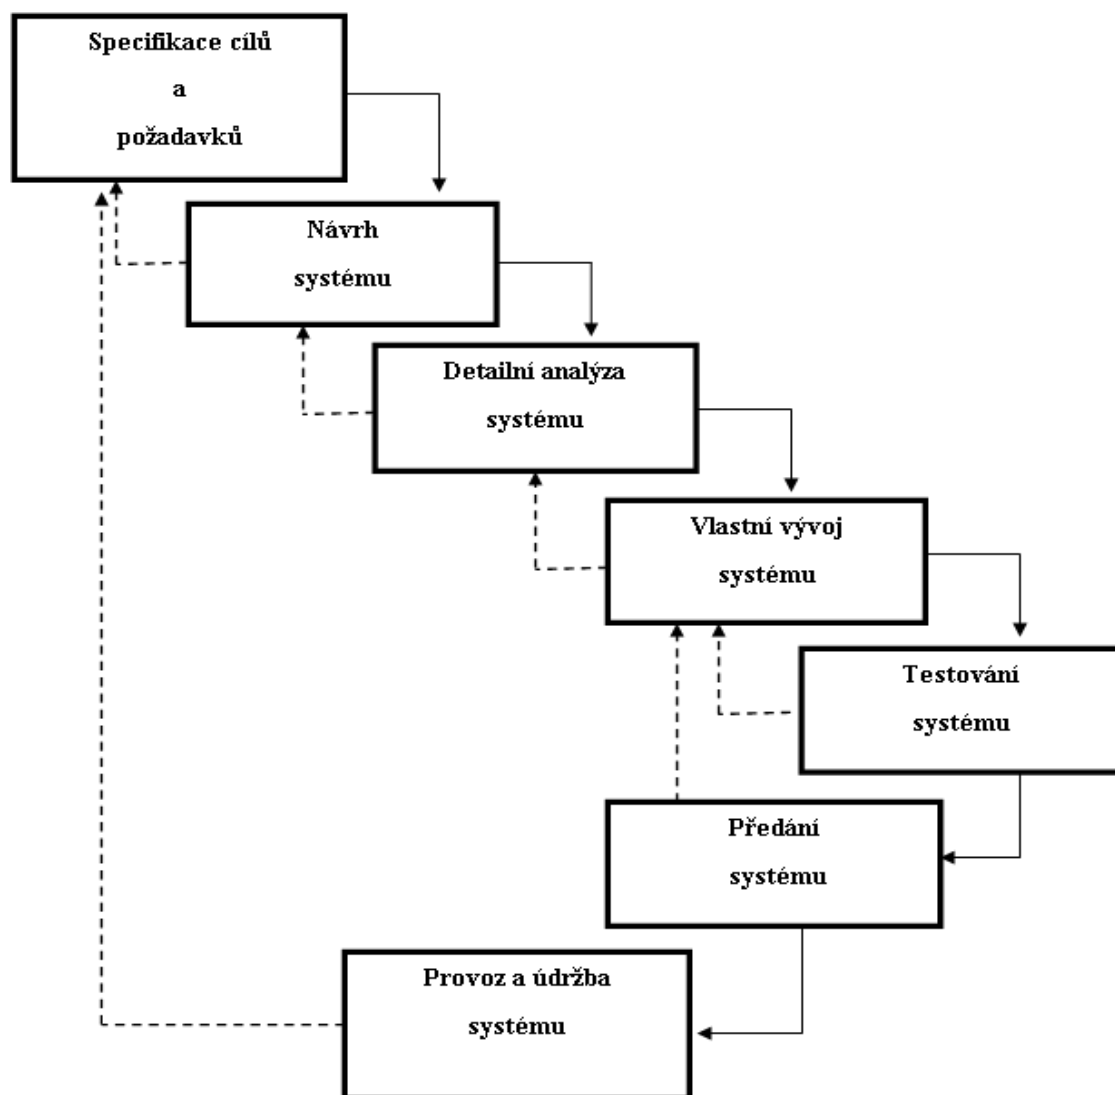 Specifikace cílů
a
požadavků
Návrh
systému
Detailní analýza
systému
Vlastní vývoj
systému
Testování
systému
Předání
systému
Provoz a údržba
systému